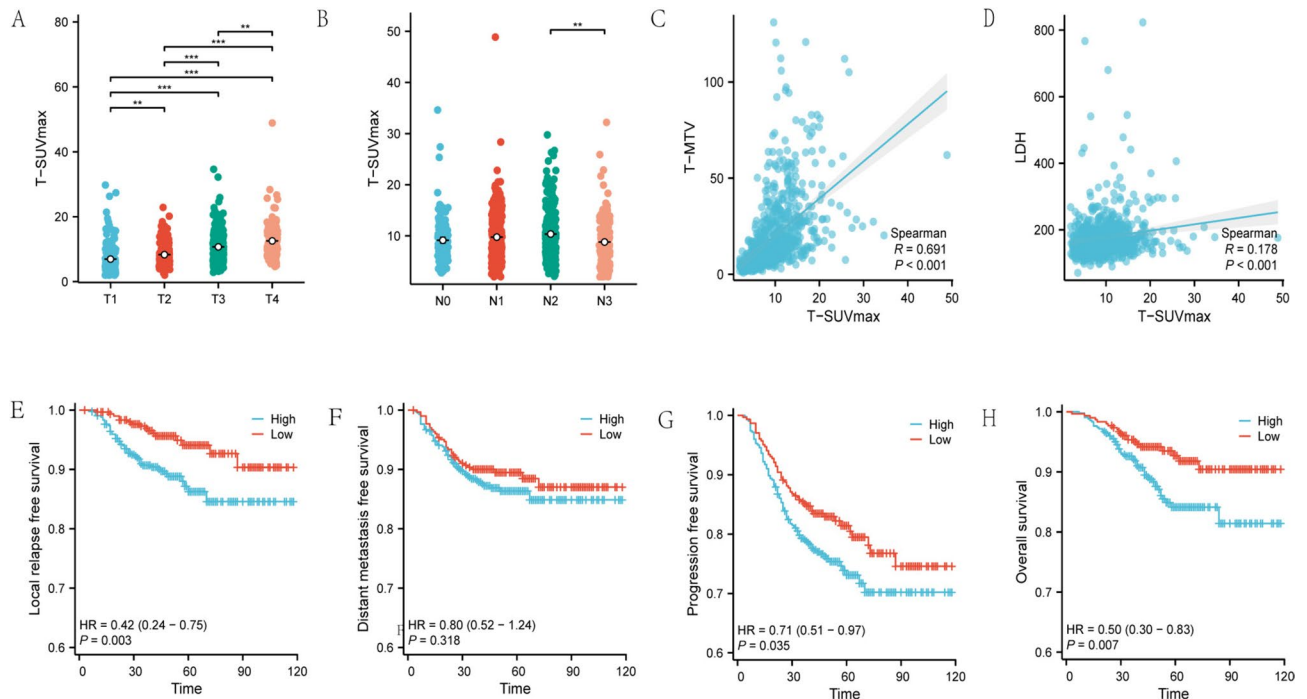 A
T-SUVmax
80
60
40
20
0
**
***
***
***
***
**
T1 T2 T3 T4
B
T-SUVmax
50
40
30
20
10
**
N0 N1 N2 N3
C
T-MTV
100
50
0
Spearman
R = 0.691
P < 0.001
10 20 30 40 50
T-SUVmax
D
LDH
800
600
400
200
Spearman
R = 0.178
P < 0.001
10 20 30 40 50
T-SUVmax
E
Local relapse free survival
1.0
0.9
0.8
0.7
0.6
High
Low
HR = 0.42 (0.24 − 0.75)
P = 0.003
0 30 60 90 120
Time
F
Distant metastasis free survival
1.0
0.9
0.8
0.7
0.6
High
Low
HR = 0.80 (0.52 − 1.24)
P = 0.318
0 30 60 90 120
Time
G
Progression free survival
1.0
0.9
0.8
0.7
0.6
High
Low
HR = 0.71 (0.51 − 0.97)
P = 0.035
0 30 60 90 120
Time
H
Overall survival
1.0
0.9
0.8
0.7
0.6
High
Low
HR = 0.50 (0.30 − 0.83)
P = 0.007
0 30 60 90 120
Time